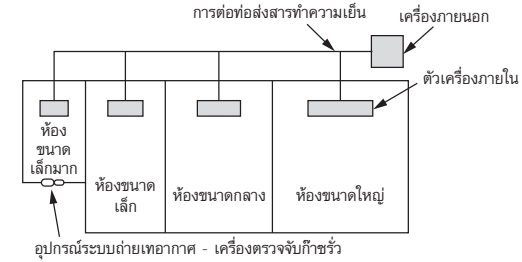 การต่อท่อส่งสารทำความเย็น
เครื่องภายนอก
ตัวเครื่องภายใน
ห้อง
ขนาด
เล็กมาก
ห้องขนาด
เล็ก
ห้องขนาดกลาง
ห้องขนาดใหญ่
อุปกรณ์ระบบถ่ายเทอากาศ - เครื่องตรวจจับก๊าซรั่ว